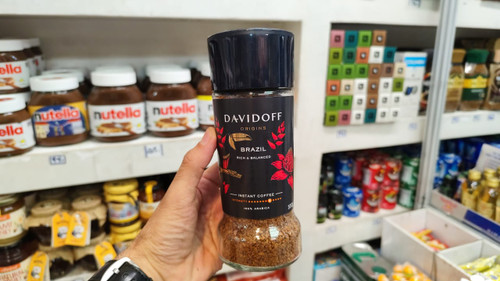 DAVIDOFF
ORIGINS
BRAZIL
RICH & BALANCED
INSTANT COFFEE
100% ARABICA
nutella
nutella
nutella
nutella
nutella